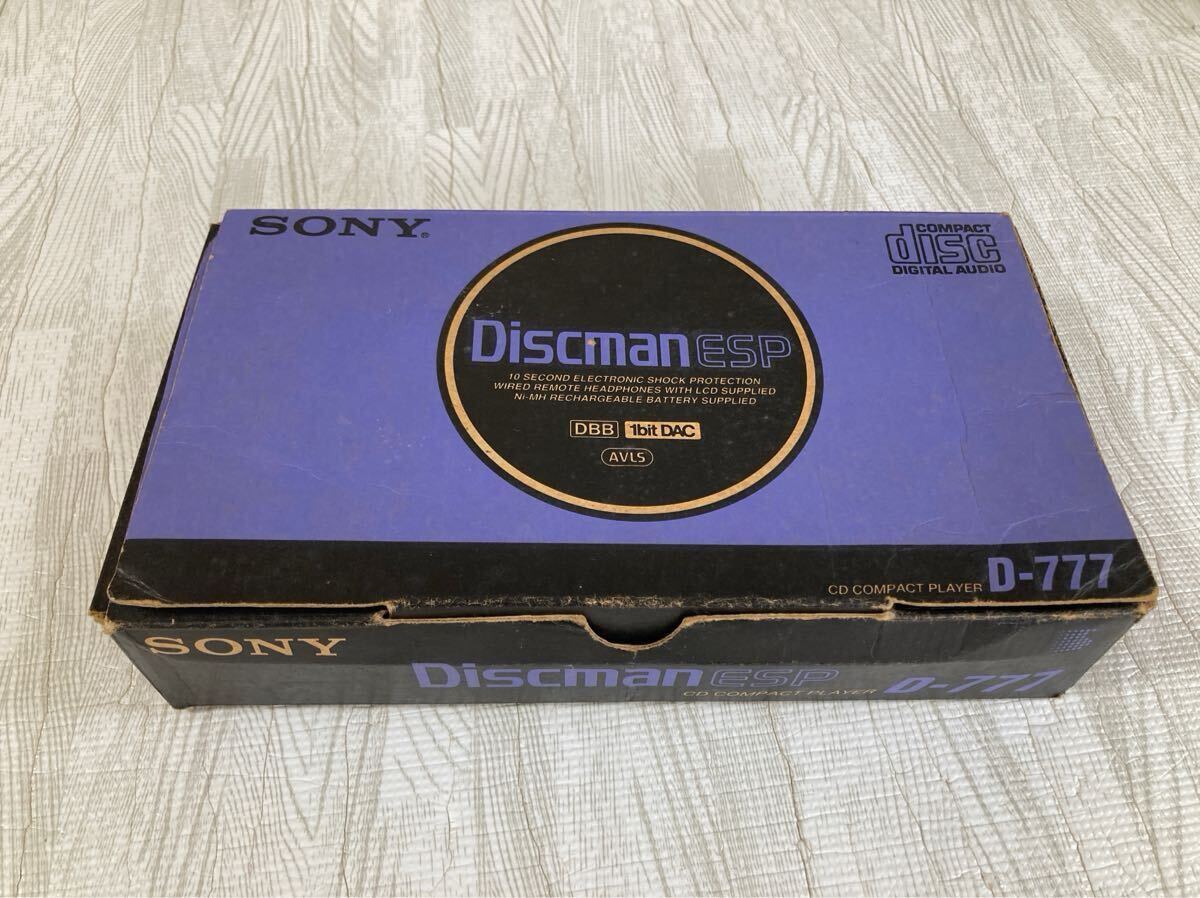 SONY®
COMPACT
disc
DIGITAL AUDIO
Discman ESP
10 SECOND ELECTRONIC SHOCK PROTECTION
WIRED REMOTE HEADPHONES WITH LCD SUPPLIED
Ni-MH RECHARGEABLE BATTERY SUPPLIED
DBB 1bit DAC
AVLS
CD COMPACT PLAYER D-777
SONY
Discman ESP
CD COMPACT PLAYER D-777